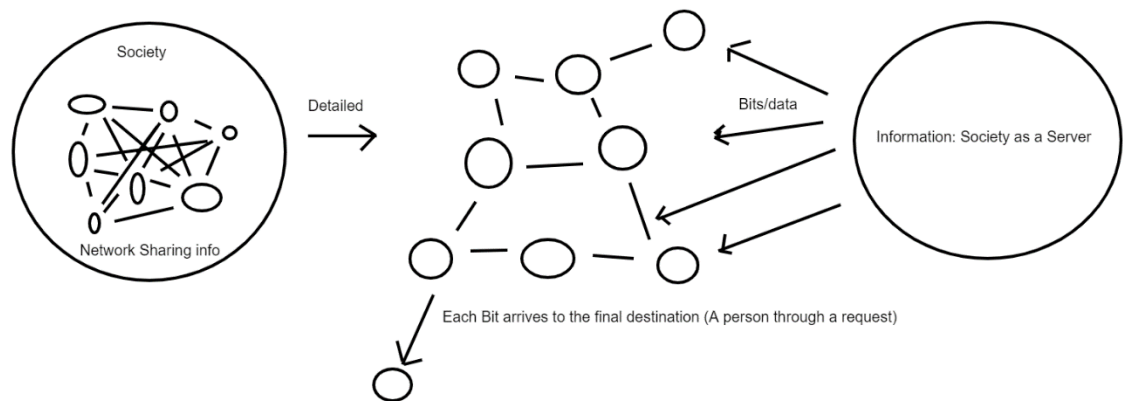 Society
Network Sharing info
Detailed
Bits/data
Information: Society as a Server
Each Bit arrives to the final destination (A person through a request)